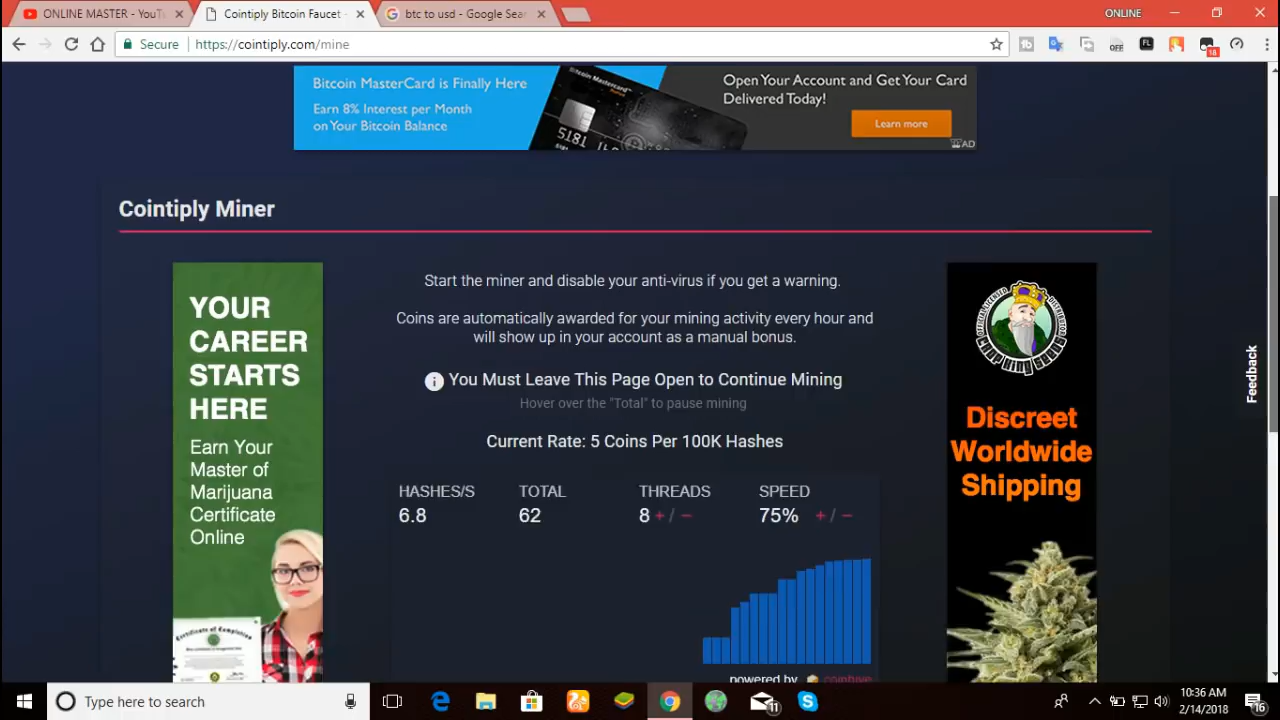 ONLINE MASTER - YouTu
Cointiply Bitcoin Faucet -
btc to usd - Google Sear
ONLINE
Secure
https://cointiply.com/mine
OFF
FL
18
Bitcoin MasterCard is Finally Here
Earn 8% Interest per Month
on Your Bitcoin Balance
Open Your Account and Get Your Card
Delivered Today!
Learn more
AD
Cointiply Miner
YOUR
CAREER
STARTS
HERE
Earn Your
Master of
Marijuana
Certificate
Online
Start the miner and disable your anti-virus if you get a warning.
Coins are automatically awarded for your mining activity every hour and
will show up in your account as a manual bonus.
You Must Leave This Page Open to Continue Mining
Hover over the "Total" to pause mining
Current Rate: 5 Coins Per 100K Hashes
HASHES/S TOTAL THREADS SPEED
6.8 62 8 + / − 75% + / −
powered by coinhive
Discreet
Worldwide
Shipping
Feedback
Type here to search
11
10:36 AM
2/14/2018
16